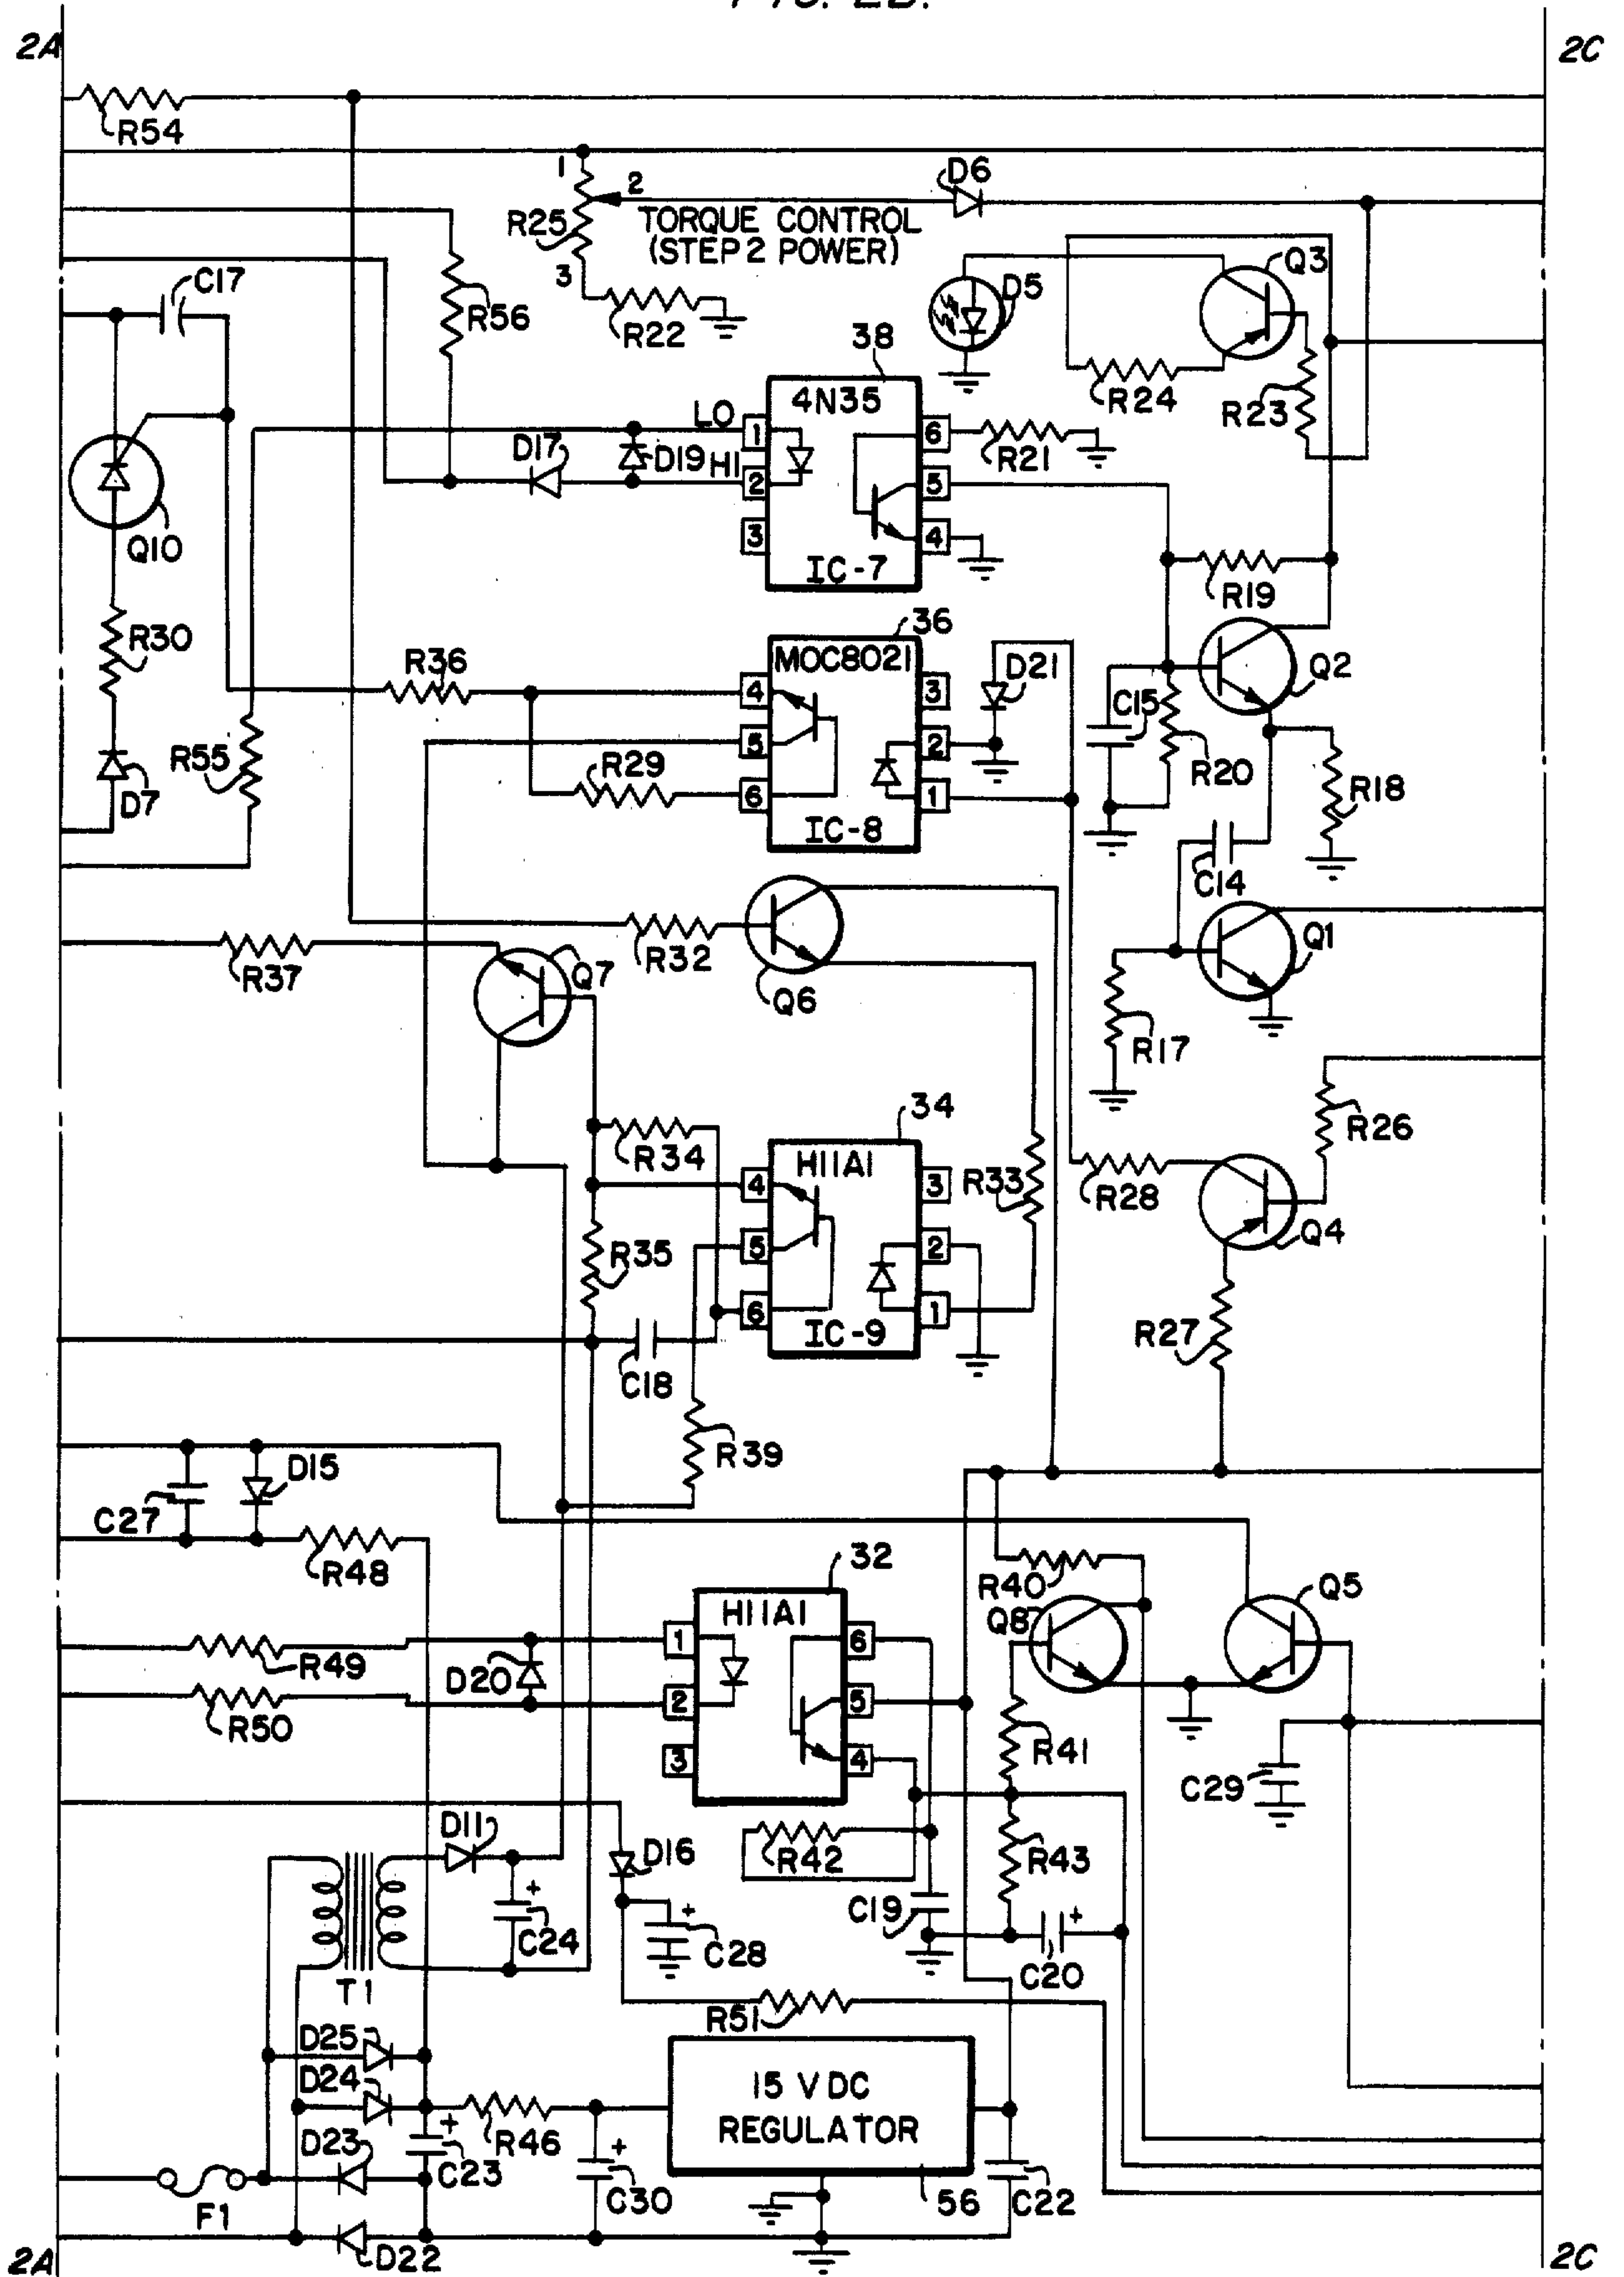 FIG. 2B.
2A
2C
R54
1
2
D6
R25
TORQUE CONTROL
(STEP 2 POWER)
3
R22
C17
R56
D5
Q3
38
R24
R23
4N35
LO
1
6
R21
D17
D19
HI
2
5
3
4
IC-7
Q10
R19
R30
36
R36
MOC8021
D21
Q2
4
3
C15
R55
5
2
R20
R29
R18
D7
6
1
IC-8
C14
R37
R32
Q7
Q6
Q1
R17
34
R26
R34
H11A1
4
3
R33
R28
Q4
R35
5
2
6
1
R27
IC-9
C18
R39
D15
C27
R48
32
R40
Q5
H11A1
Q8
1
6
R49
D20
2
5
R50
3
4
R41
C29
D11
D16
R42
R43
+
+
C19
+
C24
C28
C20
T1
R51
D25
D24
15 VDC
REGULATOR
+
R46
D23
C23
+
C30
56
C22
F1
D22
2A
2C